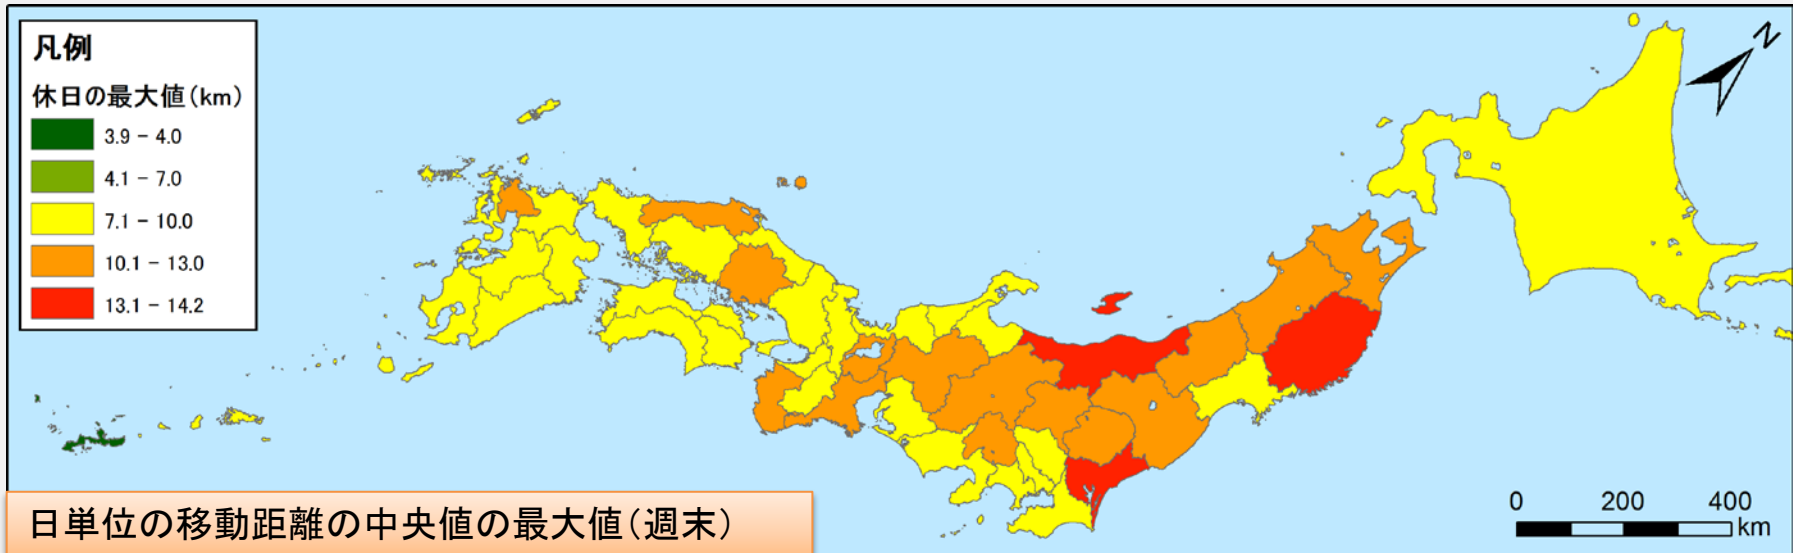 凡例
休日の最大値(km)
3.9 - 4.0
4.1 - 7.0
7.1 - 10.0
10.1 - 13.0
13.1 - 14.2
N
0 200 400
km
日単位の移動距離の中央値の最大値(週末)